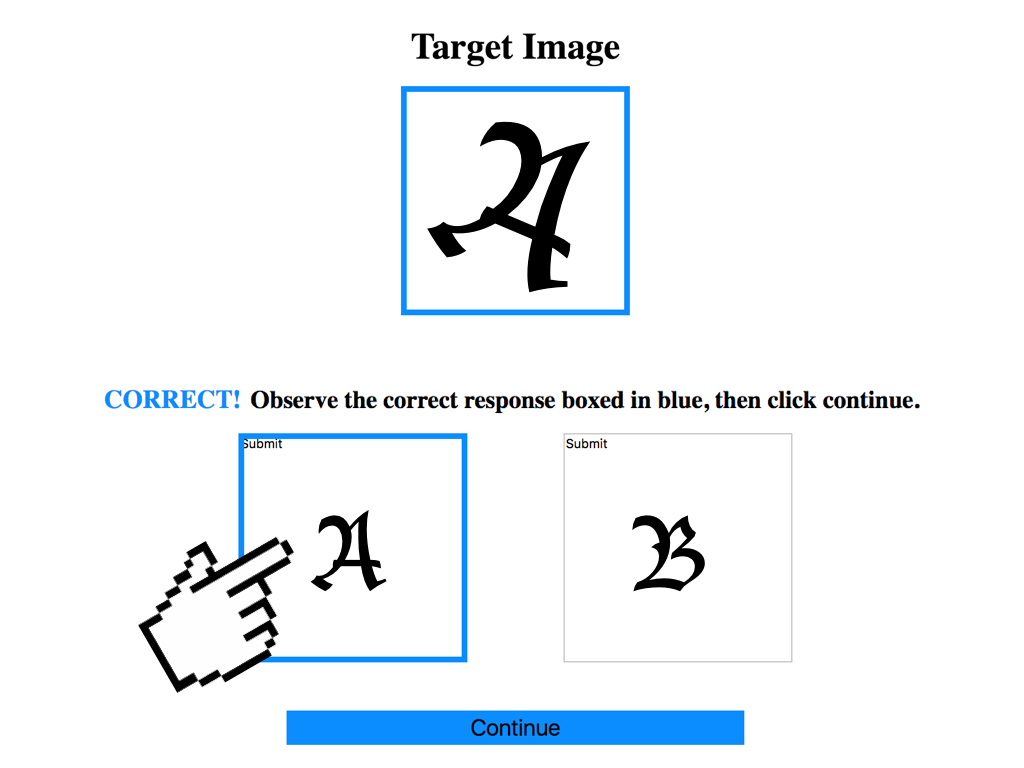 Target Image
A
CORRECT! Observe the correct response boxed in blue, then click continue.
Submit Submit
A B
Continue